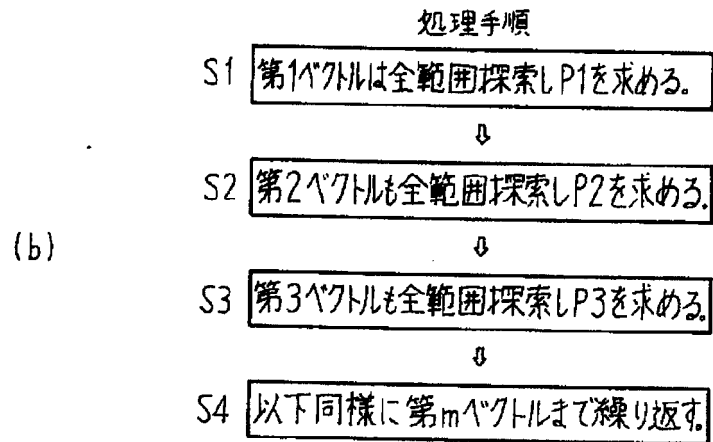 処理手順
S1 第1ベクトルは全範囲探索しP1を求める。
⇩
S2 第2ベクトルも全範囲探索しP2を求める。
⇩
(b)
S3 第3ベクトルも全範囲探索しP3を求める。
⇩
S4 以下同様に第mベクトルまで繰り返す。